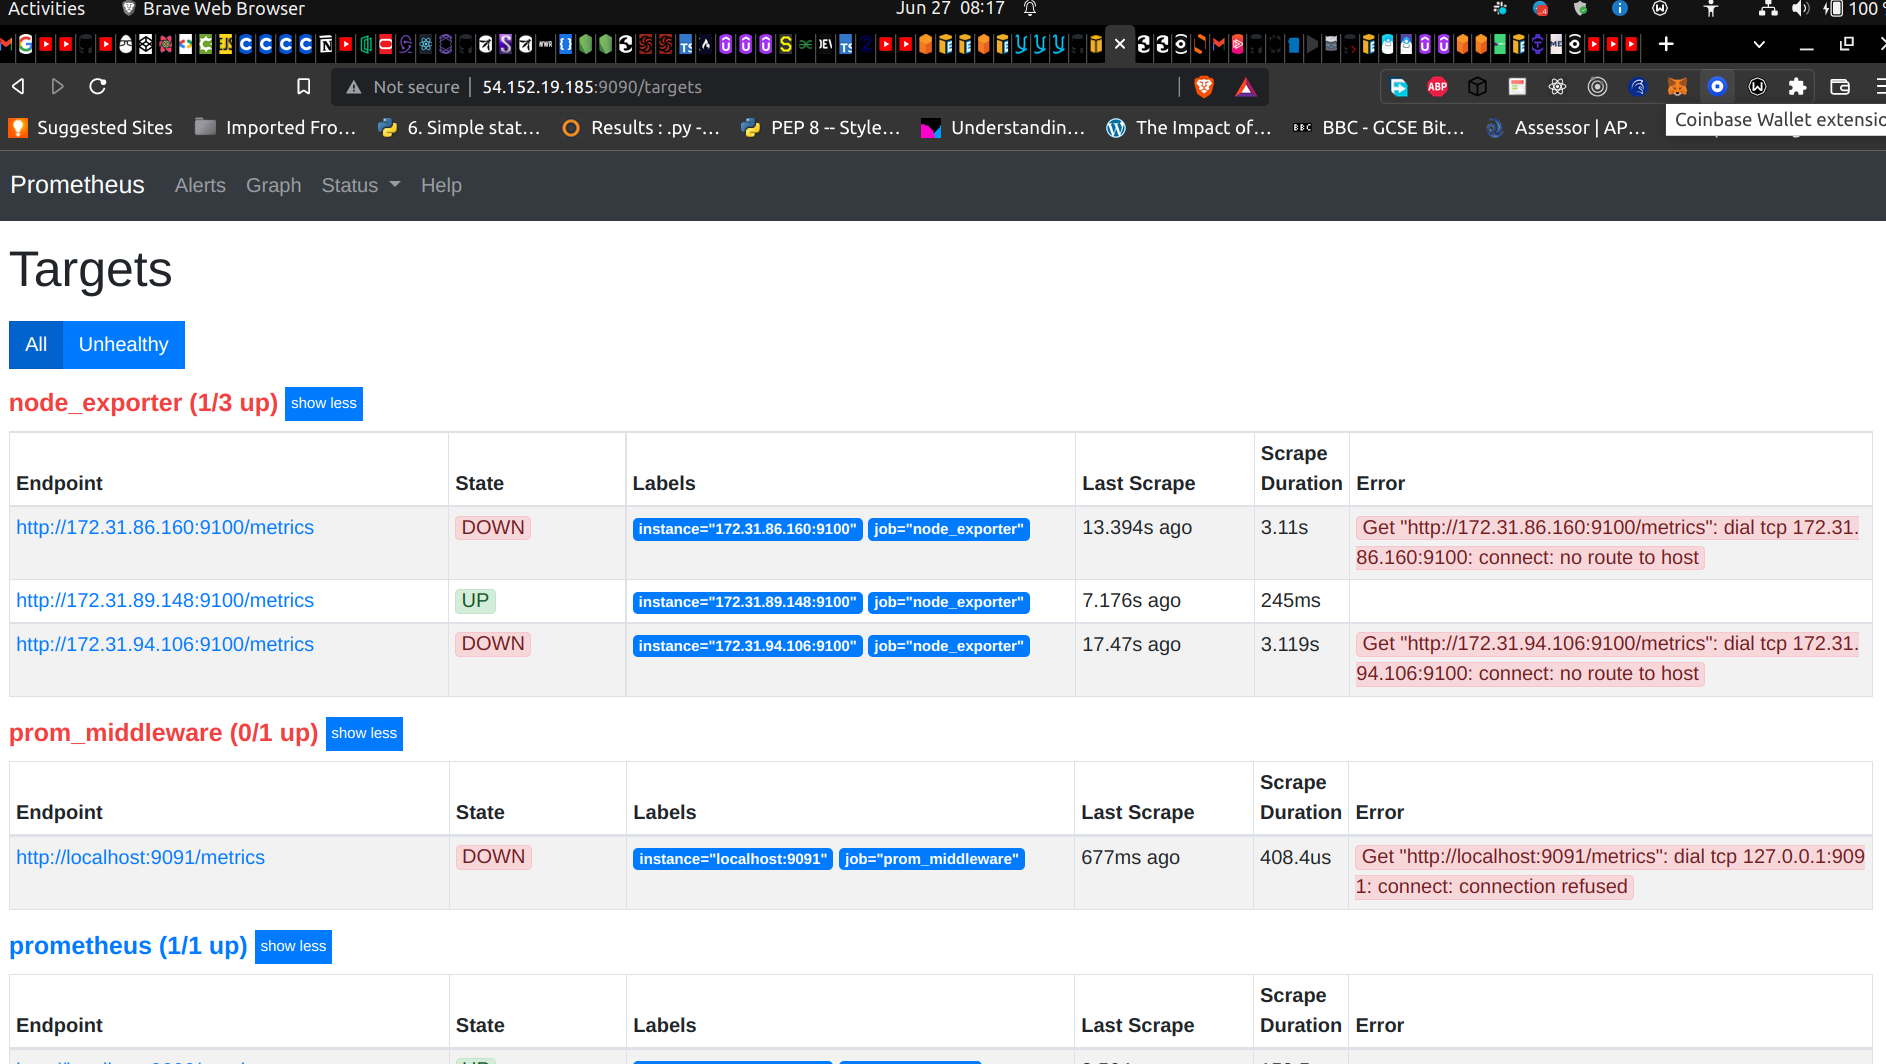 Activities
Brave Web Browser
Jun 27 08:17
100
Not secure
54.152.19.185:9090/targets
ABP
Suggested Sites
Imported Fro...
6. Simple stat...
Results : .py -...
PEP 8 -- Style...
Understandin...
The Impact of...
BBC - GCSE Bit...
Assessor | AP...
Coinbase Wallet extensio
Prometheus
Alerts
Graph
Status
Help
Targets
All
Unhealthy
node_exporter (1/3 up)
show less
Endpoint
State
Labels
Last Scrape
Scrape
Duration
Error
http://172.31.86.160:9100/metrics
DOWN
instance="172.31.86.160:9100" job="node_exporter"
13.394s ago
3.11s
Get "http://172.31.86.160:9100/metrics": dial tcp 172.31.
86.160:9100: connect: no route to host
http://172.31.89.148:9100/metrics
UP
instance="172.31.89.148:9100" job="node_exporter"
7.176s ago
245ms
http://172.31.94.106:9100/metrics
DOWN
instance="172.31.94.106:9100" job="node_exporter"
17.47s ago
3.119s
Get "http://172.31.94.106:9100/metrics": dial tcp 172.31.
94.106:9100: connect: no route to host
prom_middleware (0/1 up)
show less
Endpoint
State
Labels
Last Scrape
Scrape
Duration
Error
http://localhost:9091/metrics
DOWN
instance="localhost:9091" job="prom_middleware"
677ms ago
408.4us
Get "http://localhost:9091/metrics": dial tcp 127.0.0.1:909
1: connect: connection refused
prometheus (1/1 up)
show less
Endpoint
State
Labels
Last Scrape
Scrape
Duration
Error